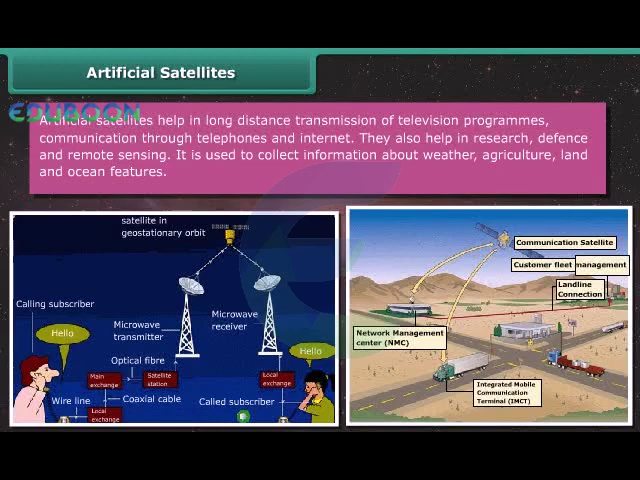 Artificial Satellites
EDUBOON
Artificial satellites help in long distance transmission of television programmes,
communication through telephones and internet. They also help in research, defence
and remote sensing. It is used to collect information about weather, agriculture, land
and ocean features.
satellite in
geostationary orbit
Calling subscriber
Hello
Microwave
transmitter
Microwave
receiver
Hello
Optical fibre
Main
exchange
Satellite
station
Local
exchange
Wire line
Coaxial cable
Called subscriber
Local
exchange
Communication Satellite
Customer fleet management
Landline
Connection
Network Management
center (NMC)
Integrated Mobile
Communication
Terminal (IMCT)